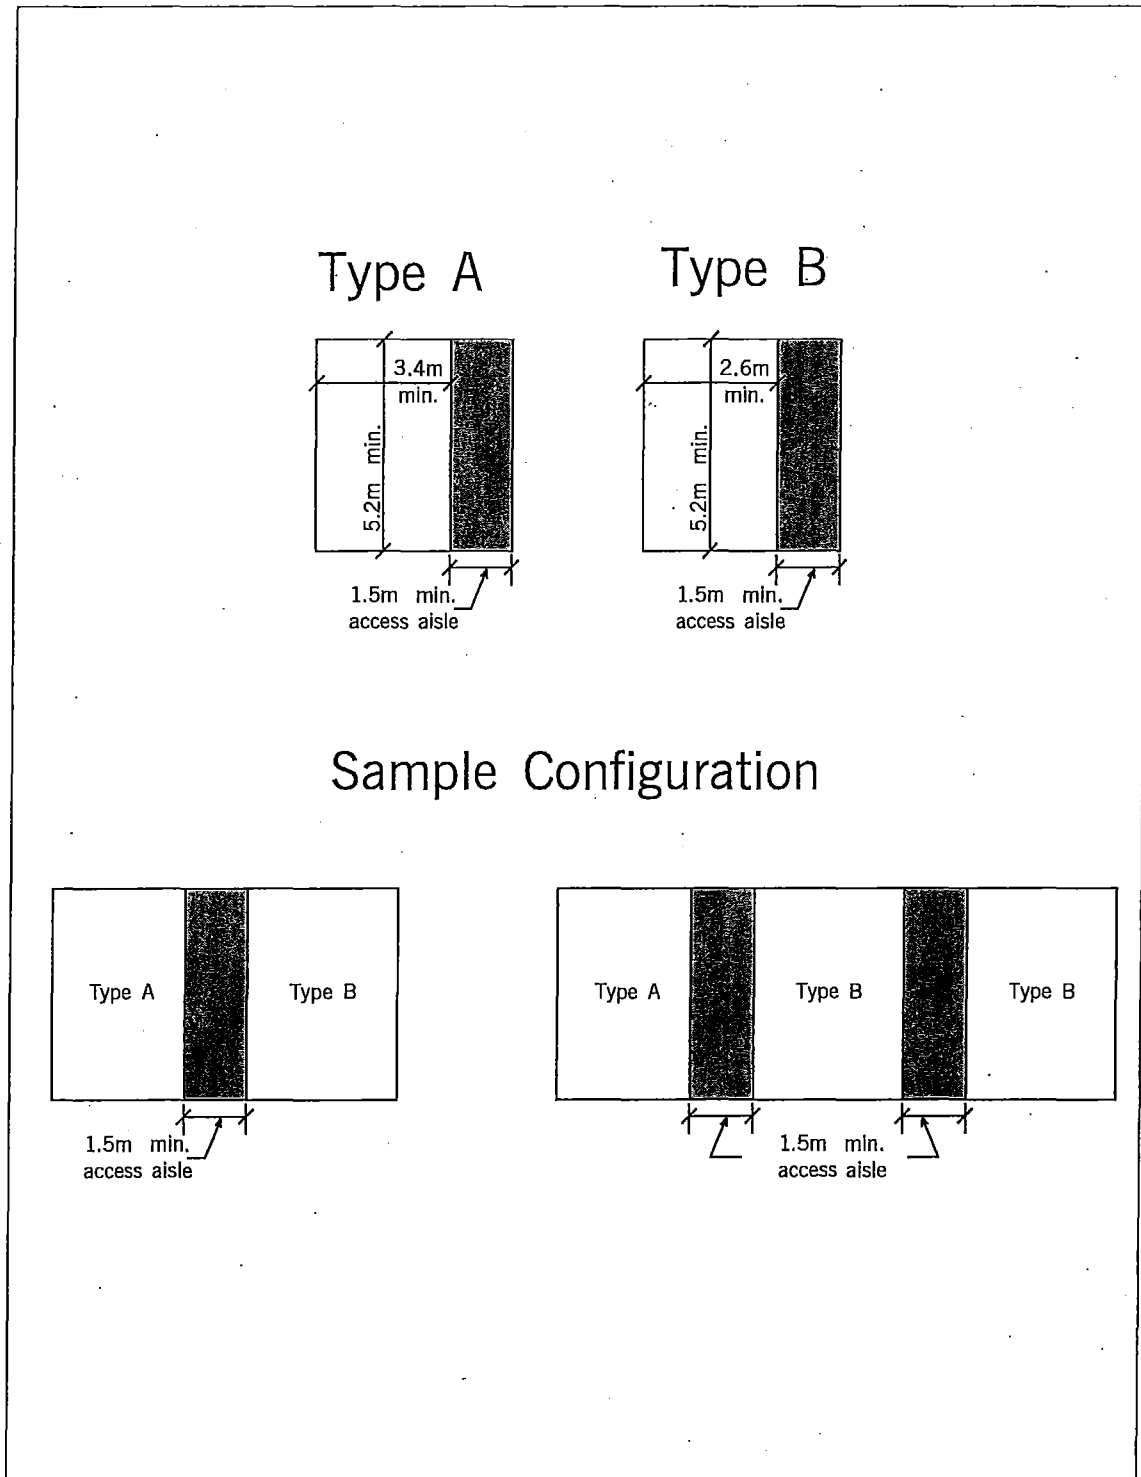 Type A
Type B
3.4m
min.
5.2m min.
1.5m min.
access aisle
2.6m
min.
5.2m min.
1.5m min.
access aisle
Sample Configuration
Type A
Type B
1.5m min.
access aisle
Type A
Type B
Type B
1.5m min.
access aisle